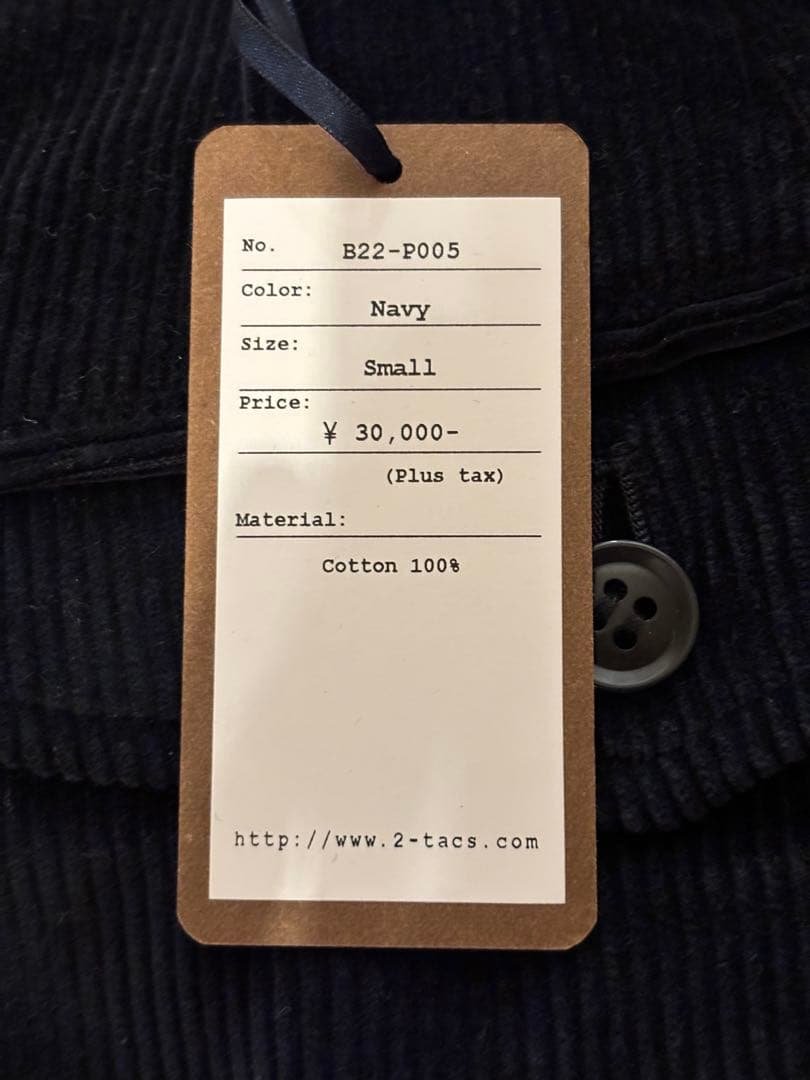 No. B22-P005
Color:
Navy
Size:
Small
Price:
¥ 30,000-
(Plus tax)
Material:
Cotton 100%
http://www.2-tacs.com